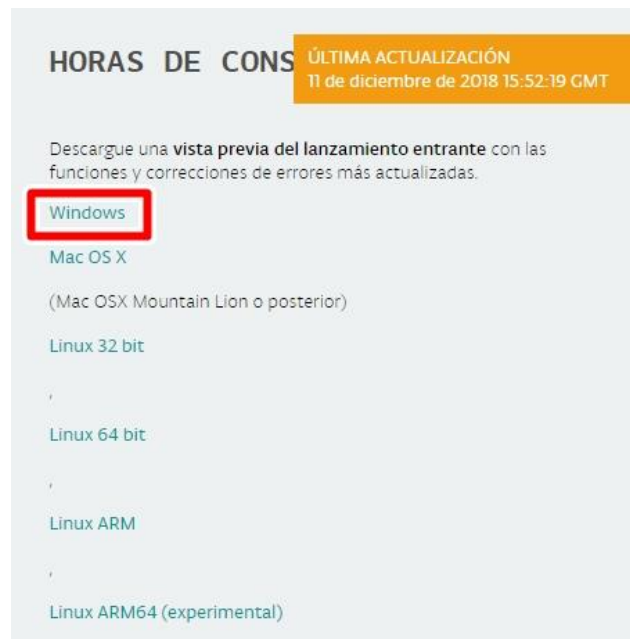 HORAS DE CONS
ÚLTIMA ACTUALIZACIÓN
11 de diciembre de 2018 15:52:19 GMT
Descargue una vista previa del lanzamiento entrante con las
funciones y correcciones de errores más actualizadas.
Windows
Mac OS X
(Mac OSX Mountain Lion o posterior)
Linux 32 bit
,
Linux 64 bit
,
Linux ARM
,
Linux ARM64 (experimental)